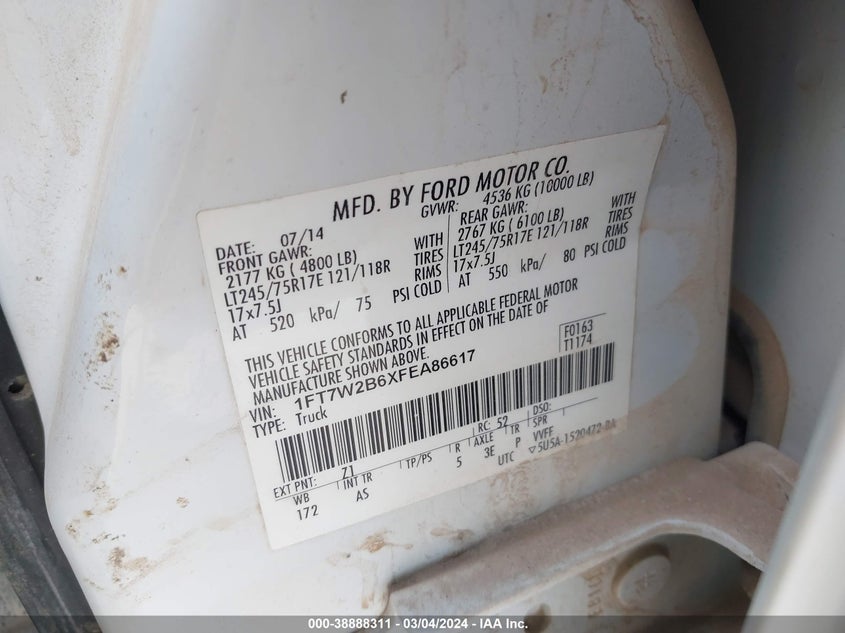 MFD. BY FORD MOTOR CO.
DATE: 07/14
GVWR: 4536 KG (10000 LB)
FRONT GAWR:
2177 KG ( 4800 LB) WITH
LT245/75R17E 121/118R TIRES
17x7.5J RIMS
AT 520 kPa/ 75 PSI COLD
REAR GAWR:
2767 KG ( 6100 LB) WITH
LT245/75R17E 121/118R TIRES
17x7.5J RIMS
AT 550 kPa/ 80 PSI COLD
THIS VEHICLE CONFORMS TO ALL APPLICABLE FEDERAL MOTOR
VEHICLE SAFETY STANDARDS IN EFFECT ON THE DATE OF
MANUFACTURE SHOWN ABOVE.
VIN: 1FT7W2B6XFEA86617
TYPE: Truck
F0163
T1174
EXT PNT: Z1 RC: 52 DSO:
WB INT TR TP/PS R AXLE TR SPR
172 AS 5 3E P VVFF
UTC ▽5U5A-1520472-
000-38888311 - 03/04/2024 - IAA Inc.